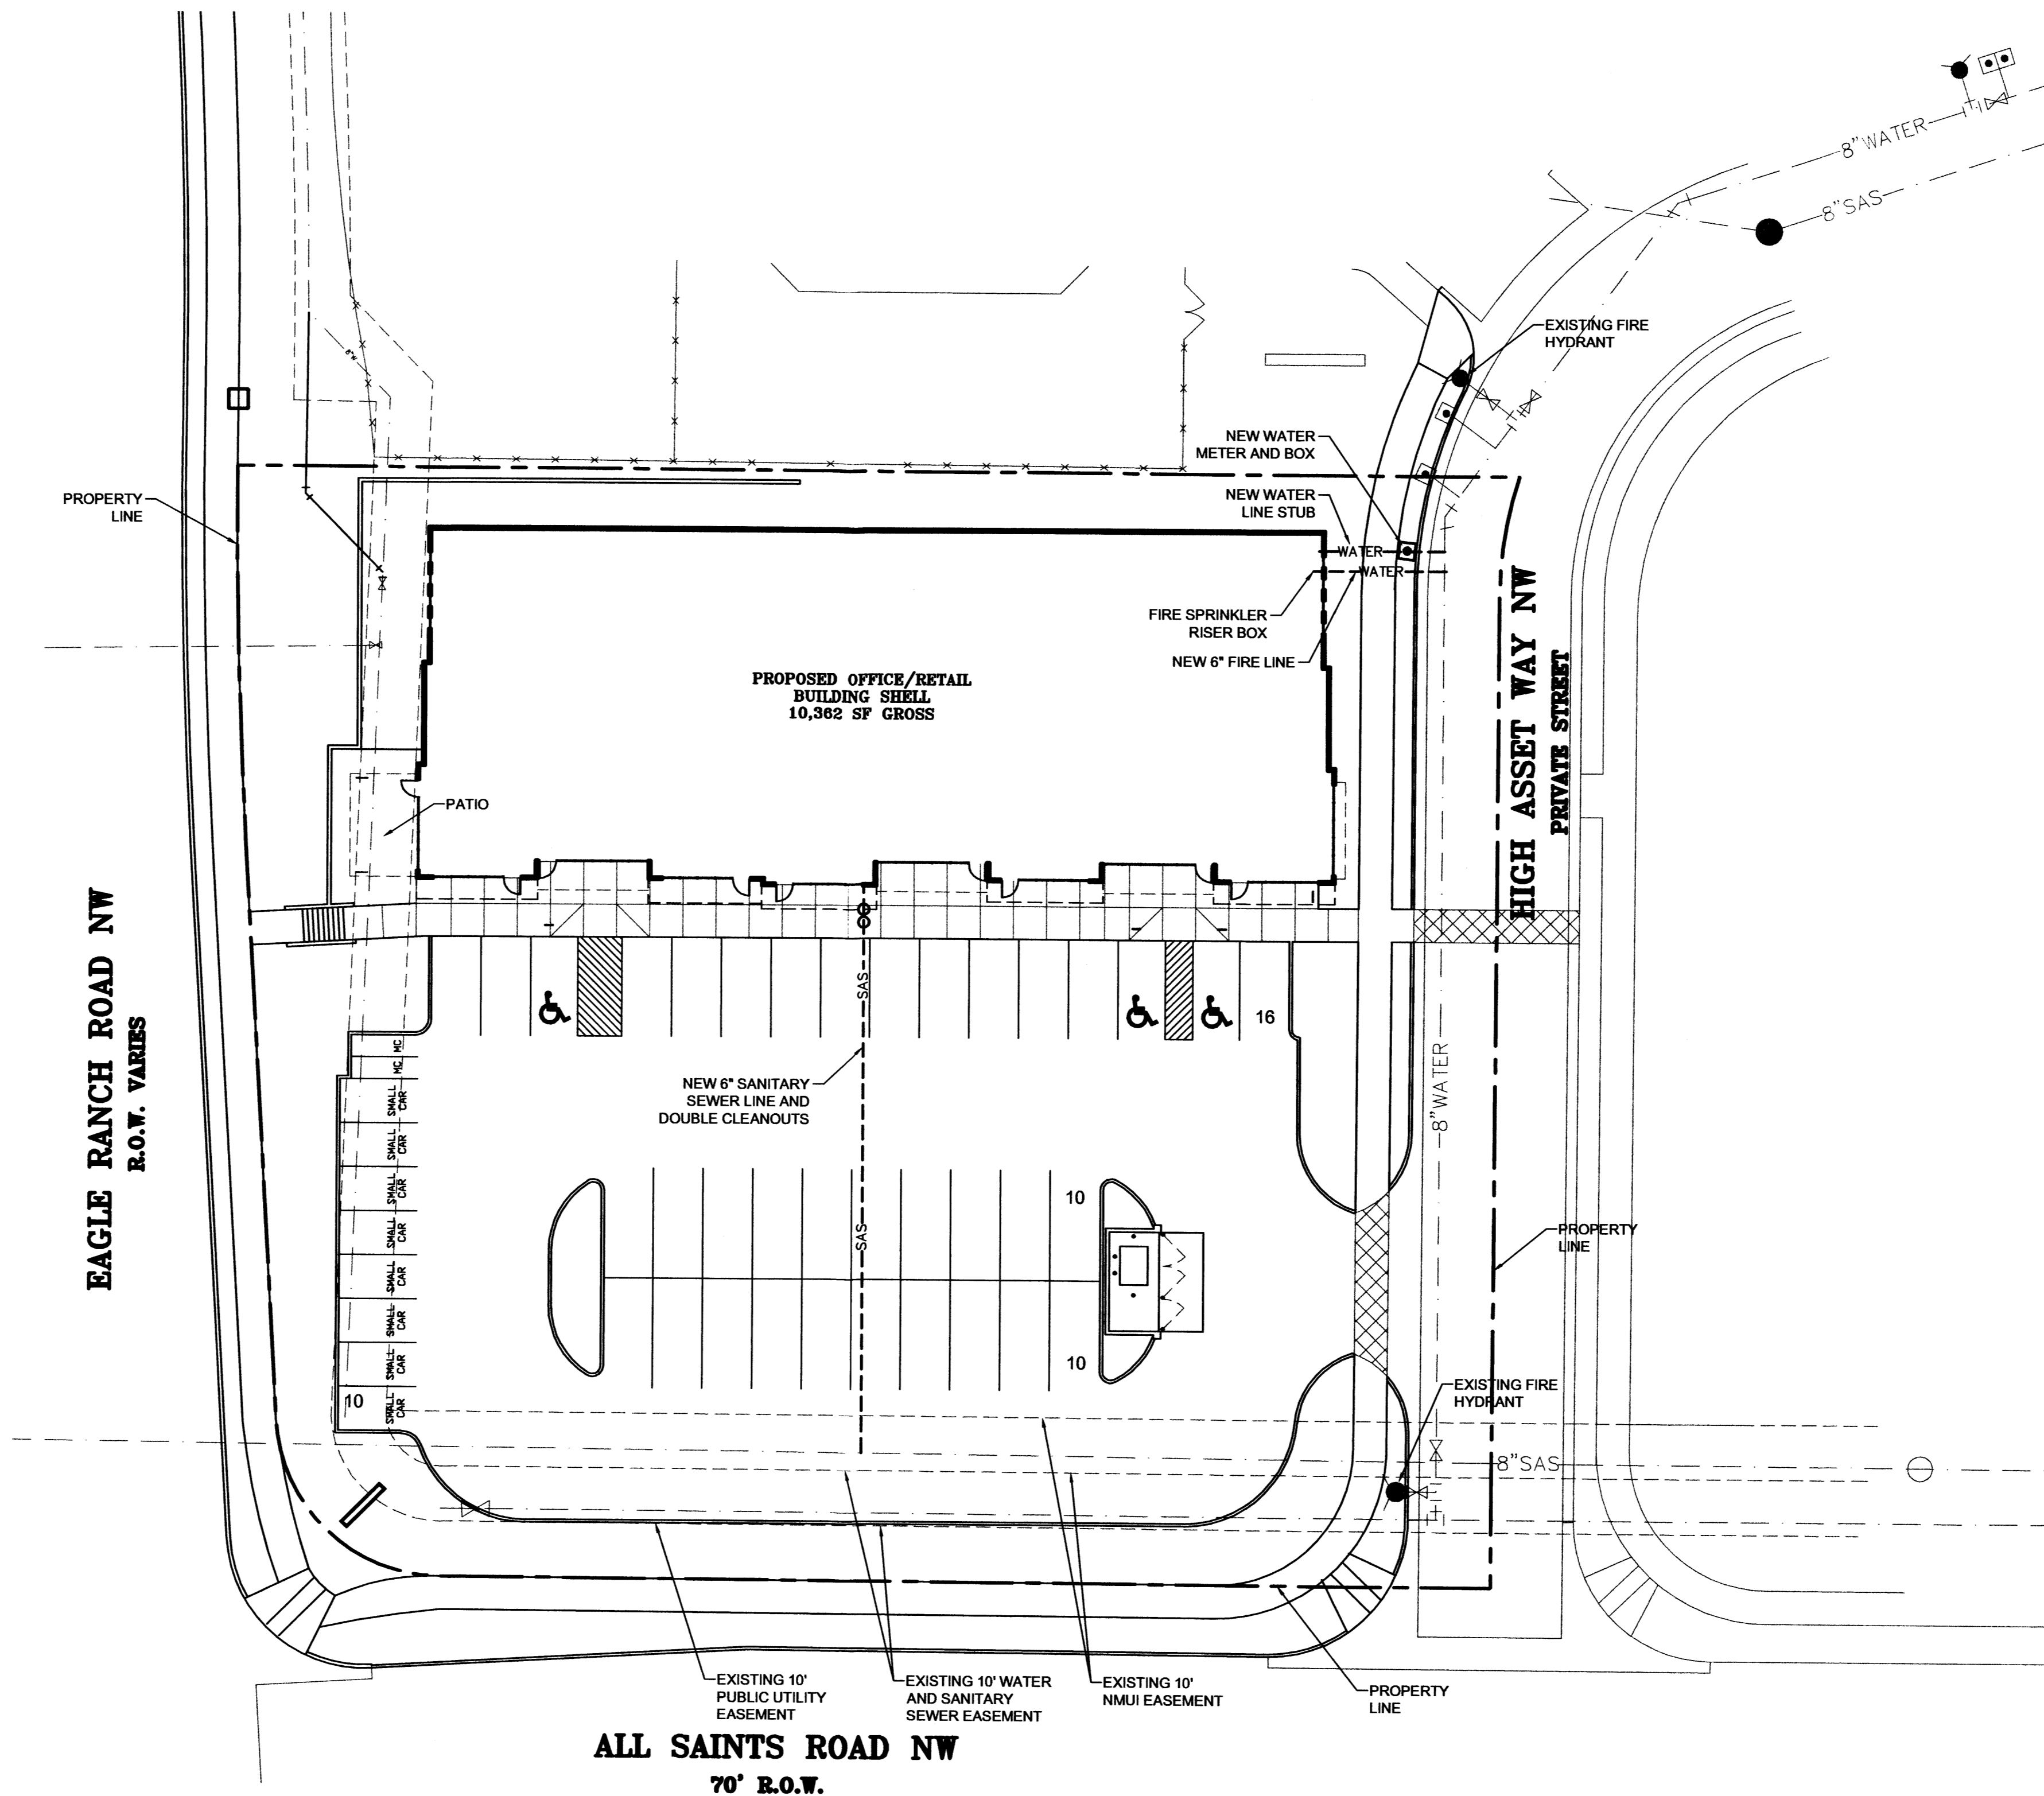 8"WATER
8"SAS
EXISTING FIRE
HYDRANT
6"W
NEW WATER
METER AND BOX
NEW WATER
LINE STUB
PROPERTY
LINE
WATER
WATER
FIRE SPRINKLER
RISER BOX
NEW 6" FIRE LINE
HIGH ASSET WAY NW
PRIVATE STREET
PROPOSED OFFICE/RETAIL
BUILDING SHELL
10,362 SF GROSS
PATIO
EAGLE RANCH ROAD NW
R.O.W. VARIES
SAS
16
MC
MC
SMALL
CAR
SMALL
CAR
SMALL
CAR
SMALL
CAR
SMALL
CAR
SMALL
CAR
SMALL
CAR
SMALL
CAR
10
NEW 6" SANITARY
SEWER LINE AND
DOUBLE CLEANOUTS
8"WATER
10
SAS
10
PROPERTY
LINE
EXISTING FIRE
HYDRANT
8"SAS
EXISTING 10'
PUBLIC UTILITY
EASEMENT
EXISTING 10' WATER
AND SANITARY
SEWER EASEMENT
EXISTING 10'
NMUI EASEMENT
PROPERTY
LINE
ALL SAINTS ROAD NW
70' R.O.W.